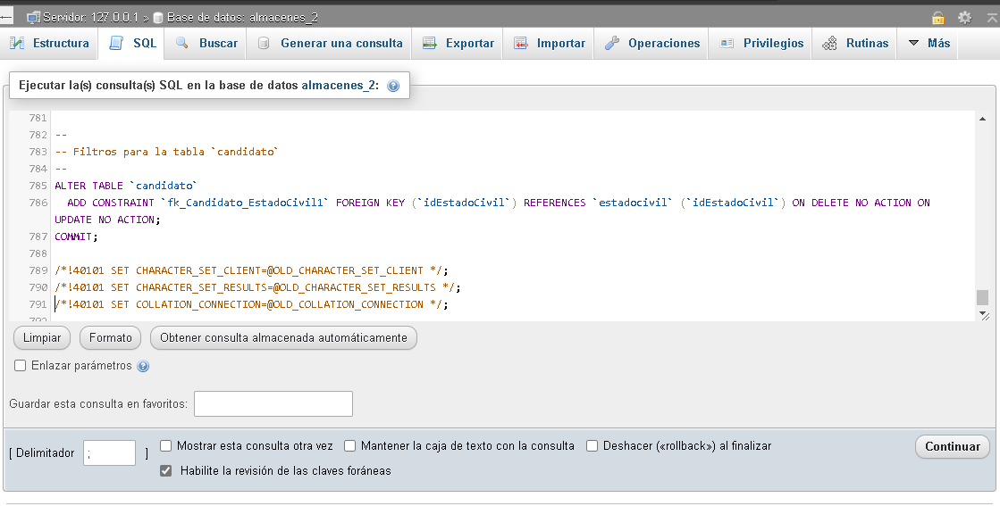 Servidor: 127.0.0.1 » Base de datos: almacenes_2
Estructura SQL Buscar Generar una consulta Exportar Importar Operaciones Privilegios Rutinas Más
Ejecutar la(s) consulta(s) SQL en la base de datos almacenes_2:
781
782 --
783 -- Filtros para la tabla `candidato`
784 --
785 ALTER TABLE `candidato`
786 ADD CONSTRAINT `fk_Candidato_EstadoCivil1` FOREIGN KEY (`idEstadoCivil`) REFERENCES `estadocivil` (`idEstadoCivil`) ON DELETE NO ACTION ON
UPDATE NO ACTION;
787 COMMIT;
788
789 /*!40101 SET CHARACTER_SET_CLIENT=@OLD_CHARACTER_SET_CLIENT */;
790 /*!40101 SET CHARACTER_SET_RESULTS=@OLD_CHARACTER_SET_RESULTS */;
791 /*!40101 SET COLLATION_CONNECTION=@OLD_COLLATION_CONNECTION */;
792
Limpiar Formato Obtener consulta almacenada automáticamente
Enlazar parámetros
Guardar esta consulta en favoritos:
[ Delimitador ; ] Mostrar esta consulta otra vez Mantener la caja de texto con la consulta Deshacer («rollback») al finalizar Continuar
Habilite la revisión de las claves foráneas